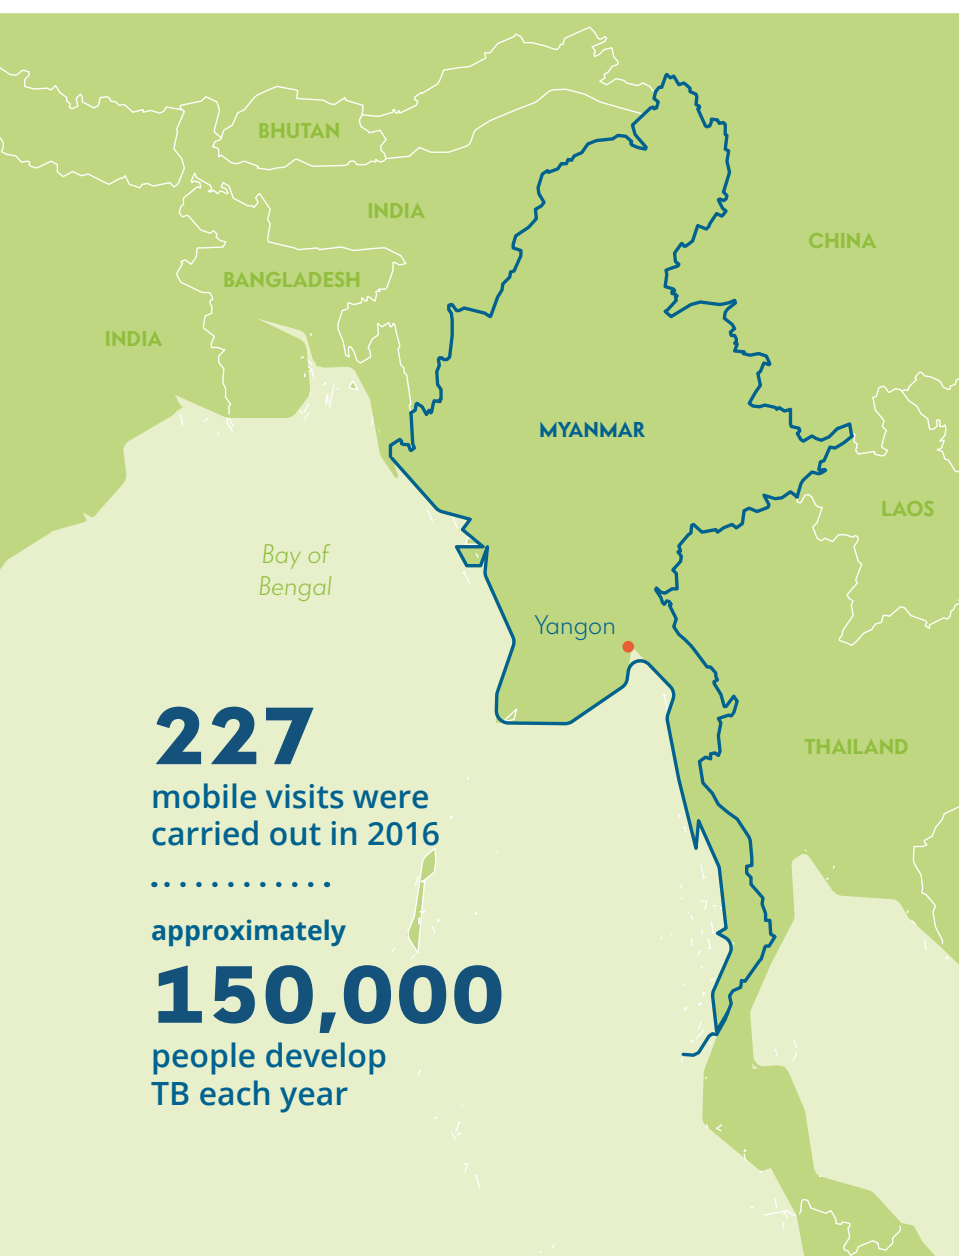 BHUTAN
INDIA
CHINA
BANGLADESH
INDIA
MYANMAR
LAOS
Bay of
Bengal
Yangon
THAILAND
227
mobile visits were
carried out in 2016
approximately
150,000
people develop
TB each year